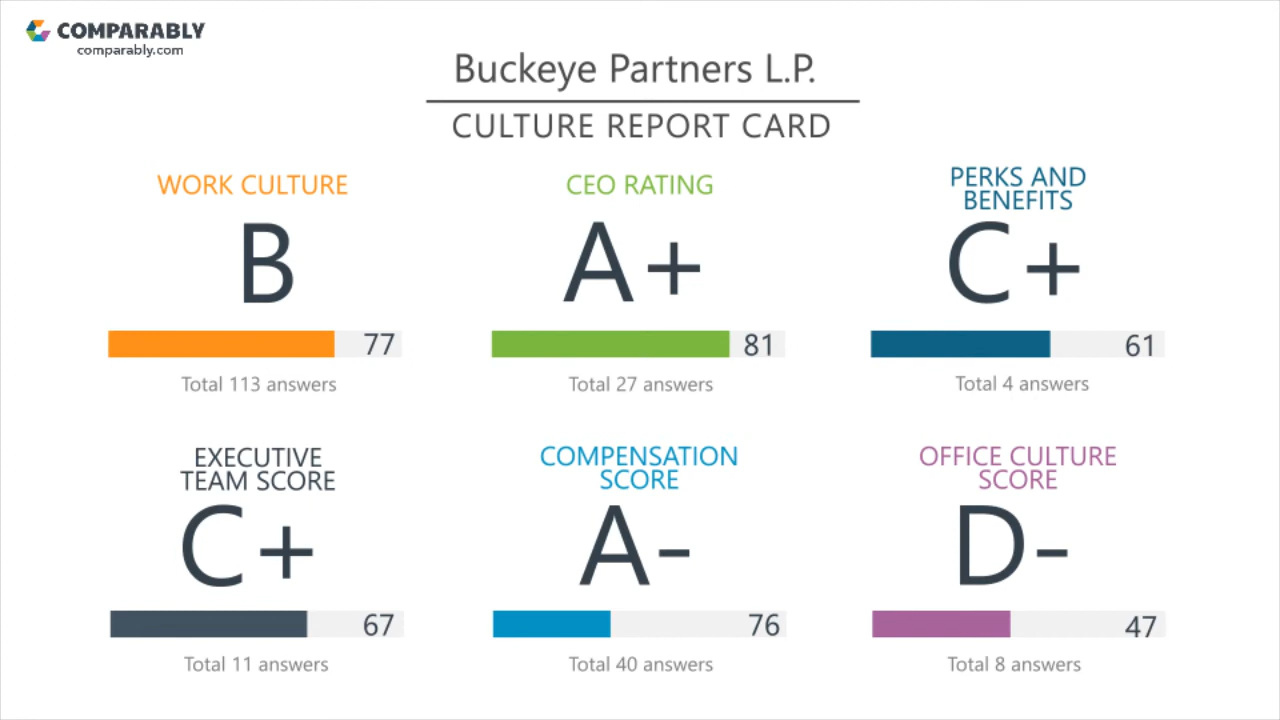 COMPARABLY
comparably.com
Buckeye Partners L.P.
CULTURE REPORT CARD
WORK CULTURE
B
77
Total 113 answers
CEO RATING
A+
81
Total 27 answers
PERKS AND
BENEFITS
C+
61
Total 4 answers
EXECUTIVE
TEAM SCORE
C+
67
Total 11 answers
COMPENSATION
SCORE
A-
76
Total 40 answers
OFFICE CULTURE
SCORE
D-
47
Total 8 answers